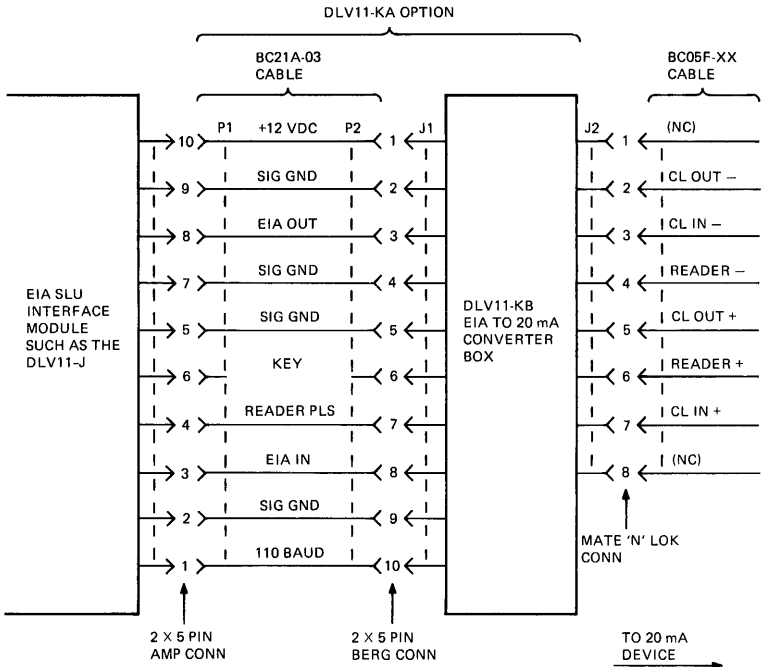 DLV11-KA OPTION
BC21A-03
CABLE
BC05F-XX
CABLE
P1 +12 VDC P2 J1 J2 (NC)
10 1 1
SIG GND CL OUT –
9 2 2
EIA OUT CL IN –
8 3 3
SIG GND READER –
7 4 4
SIG GND CL OUT +
5 5 5
KEY READER +
6 6 6
READER PLS CL IN +
4 7 7
EIA IN (NC)
3 8 8
SIG GND
2 9
110 BAUD
1 10
EIA SLU
INTERFACE
MODULE
SUCH AS THE
DLV11-J
DLV11-KB
EIA TO 20 mA
CONVERTER
BOX
MATE 'N' LOK
CONN
2 X 5 PIN
AMP CONN
2 X 5 PIN
BERG CONN
TO 20 mA
DEVICE